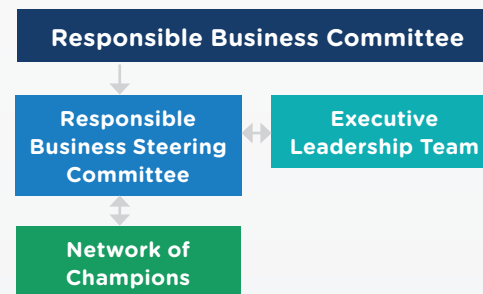 Responsible Business Committee
Responsible
Business Steering
Committee
Executive
Leadership Team
Network of
Champions